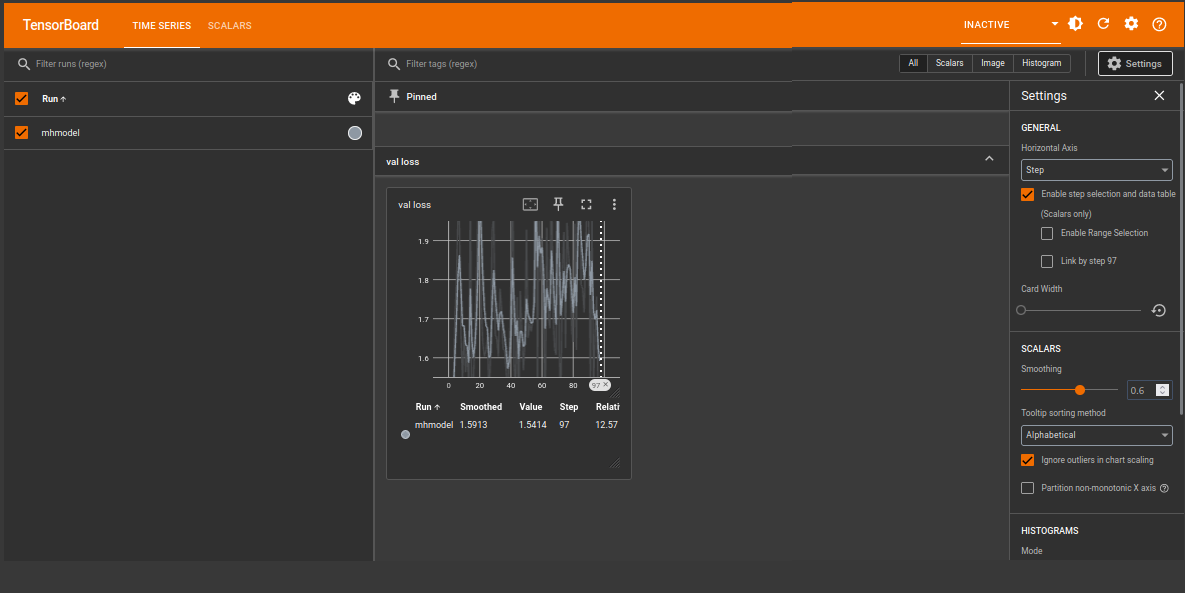 TensorBoard TIME SERIES SCALARS INACTIVE
Filter runs (regex)
Run
mhmodel
Filter tags (regex) All Scalars Image Histogram Settings
Pinned
val loss
val loss
1.9
1.8
1.7
1.6
0 20 40 60 80 97
Run Smoothed Value Step Relati
mhmodel 1.5913 1.5414 97 12.57
Settings
GENERAL
Horizontal Axis
Step
Enable step selection and data table
(Scalars only)
Enable Range Selection
Link by step 97
Card Width
SCALARS
Smoothing
0.6
Tooltip sorting method
Alphabetical
Ignore outliers in chart scaling
Partition non-monotonic X axis
HISTOGRAMS
Mode